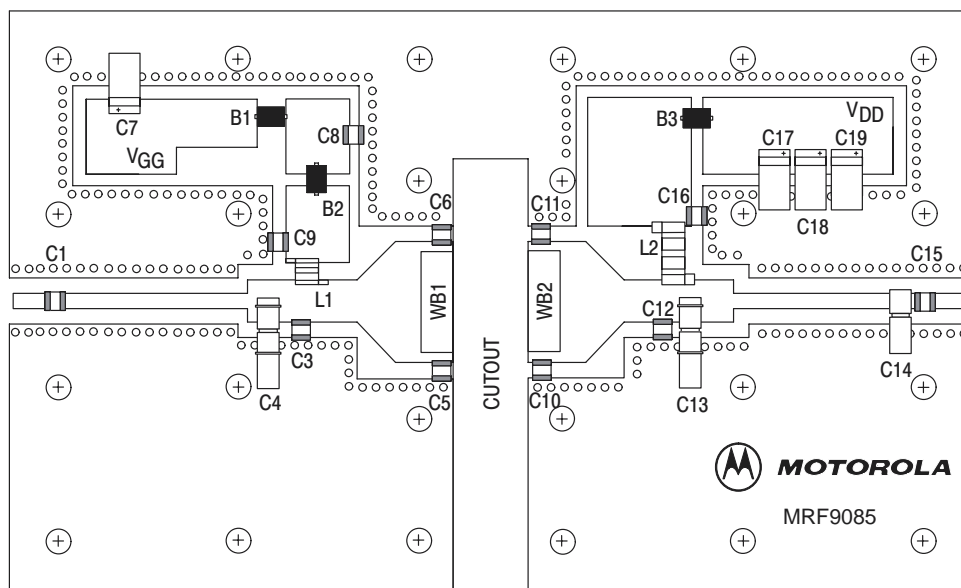 C7
VGG
B1
C8
B2
C9
C1
L1
C3
C4
C6
WB1
C5
CUTOUT
C11
WB2
C10
B3
VDD
C17
C19
C18
C16
L2
C12
C13
C15
C14
MOTOROLA
MRF9085
+
+
+
+